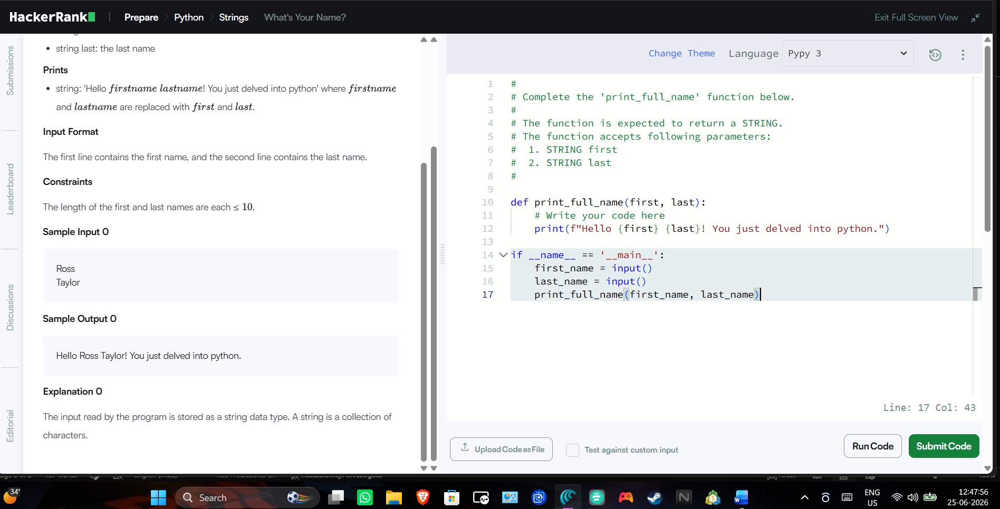 HackerRank
Prepare
Python
Strings
What's Your Name?
Exit Full Screen View
Submissions
Leaderboard
Discussions
Editorial
string last: the last name
Prints
string: 'Hello firstname lastname! You just delved into python' where firstname
and lastname are replaced with first and last.
Input Format
The first line contains the first name, and the second line contains the last name.
Constraints
The length of the first and last names are each ≤ 10.
Sample Input 0
Ross
Taylor
Sample Output 0
Hello Ross Taylor! You just delved into python.
Explanation 0
The input read by the program is stored as a string data type. A string is a collection of
characters.
Change Theme Language Pypy 3
1 #
2 # Complete the 'print_full_name' function below.
3 #
4 # The function is expected to return a STRING.
5 # The function accepts following parameters:
6 #  1. STRING first
7 #  2. STRING last
8 #
9
10 def print_full_name(first, last):
11     # Write your code here
12     print(f"Hello {first} {last}! You just delved into python.")
13
14 if __name__ == '__main__':
15     first_name = input()
16     last_name = input()
17     print_full_name(first_name, last_name)
Line: 17 Col: 43
Upload Code as File
Test against custom input
Run Code
Submit Code
34°
Search
ENG
US
12:47:56
25-06-2026